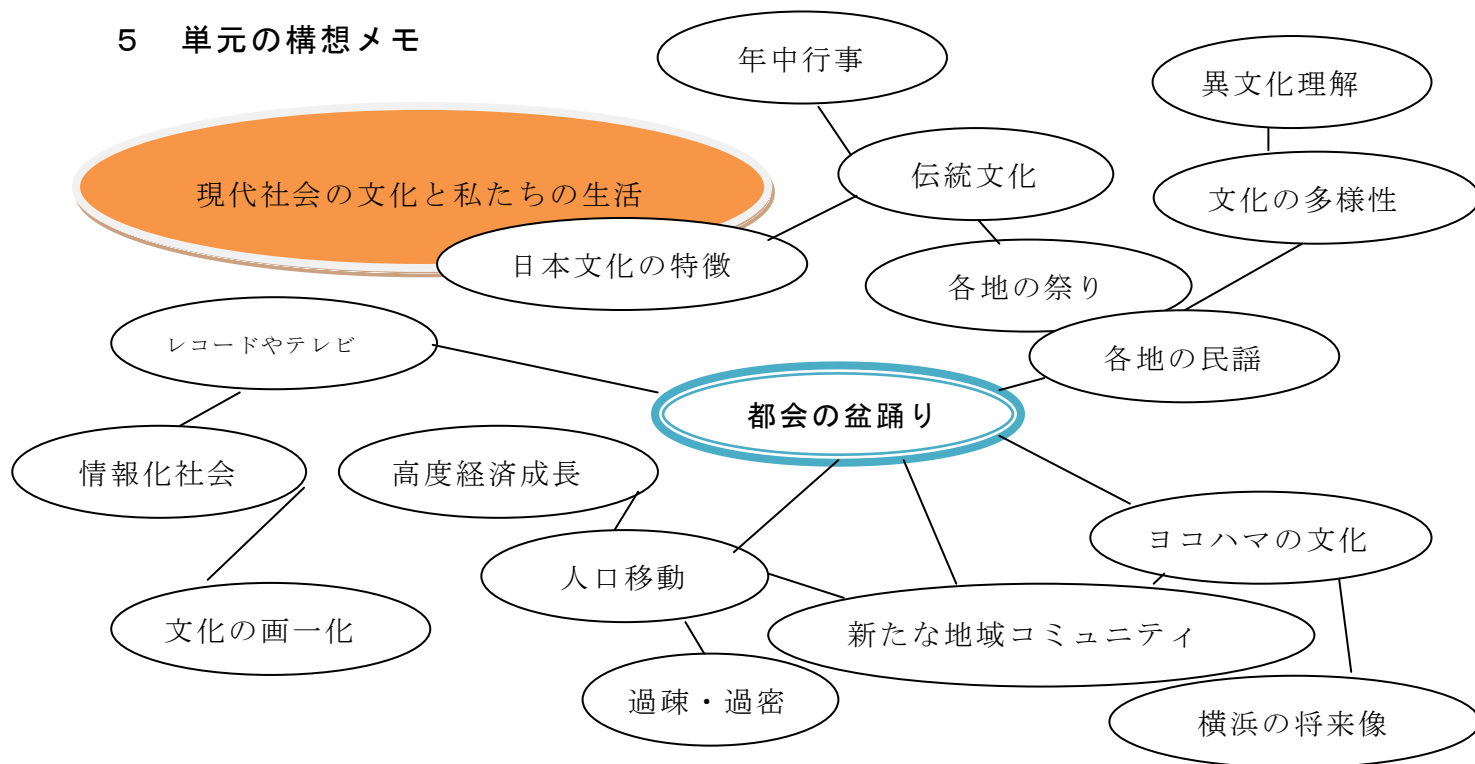 5 単元の構想メモ
年中行事
異文化理解
現代社会の文化と私たちの生活
伝統文化
文化の多様性
日本文化の特徴
各地の祭り
レコードやテレビ
各地の民謡
都会の盆踊り
情報化社会
高度経済成長
ヨコハマの文化
人口移動
文化の画一化
新たな地域コミュニティ
過疎・過密
横浜の将来像